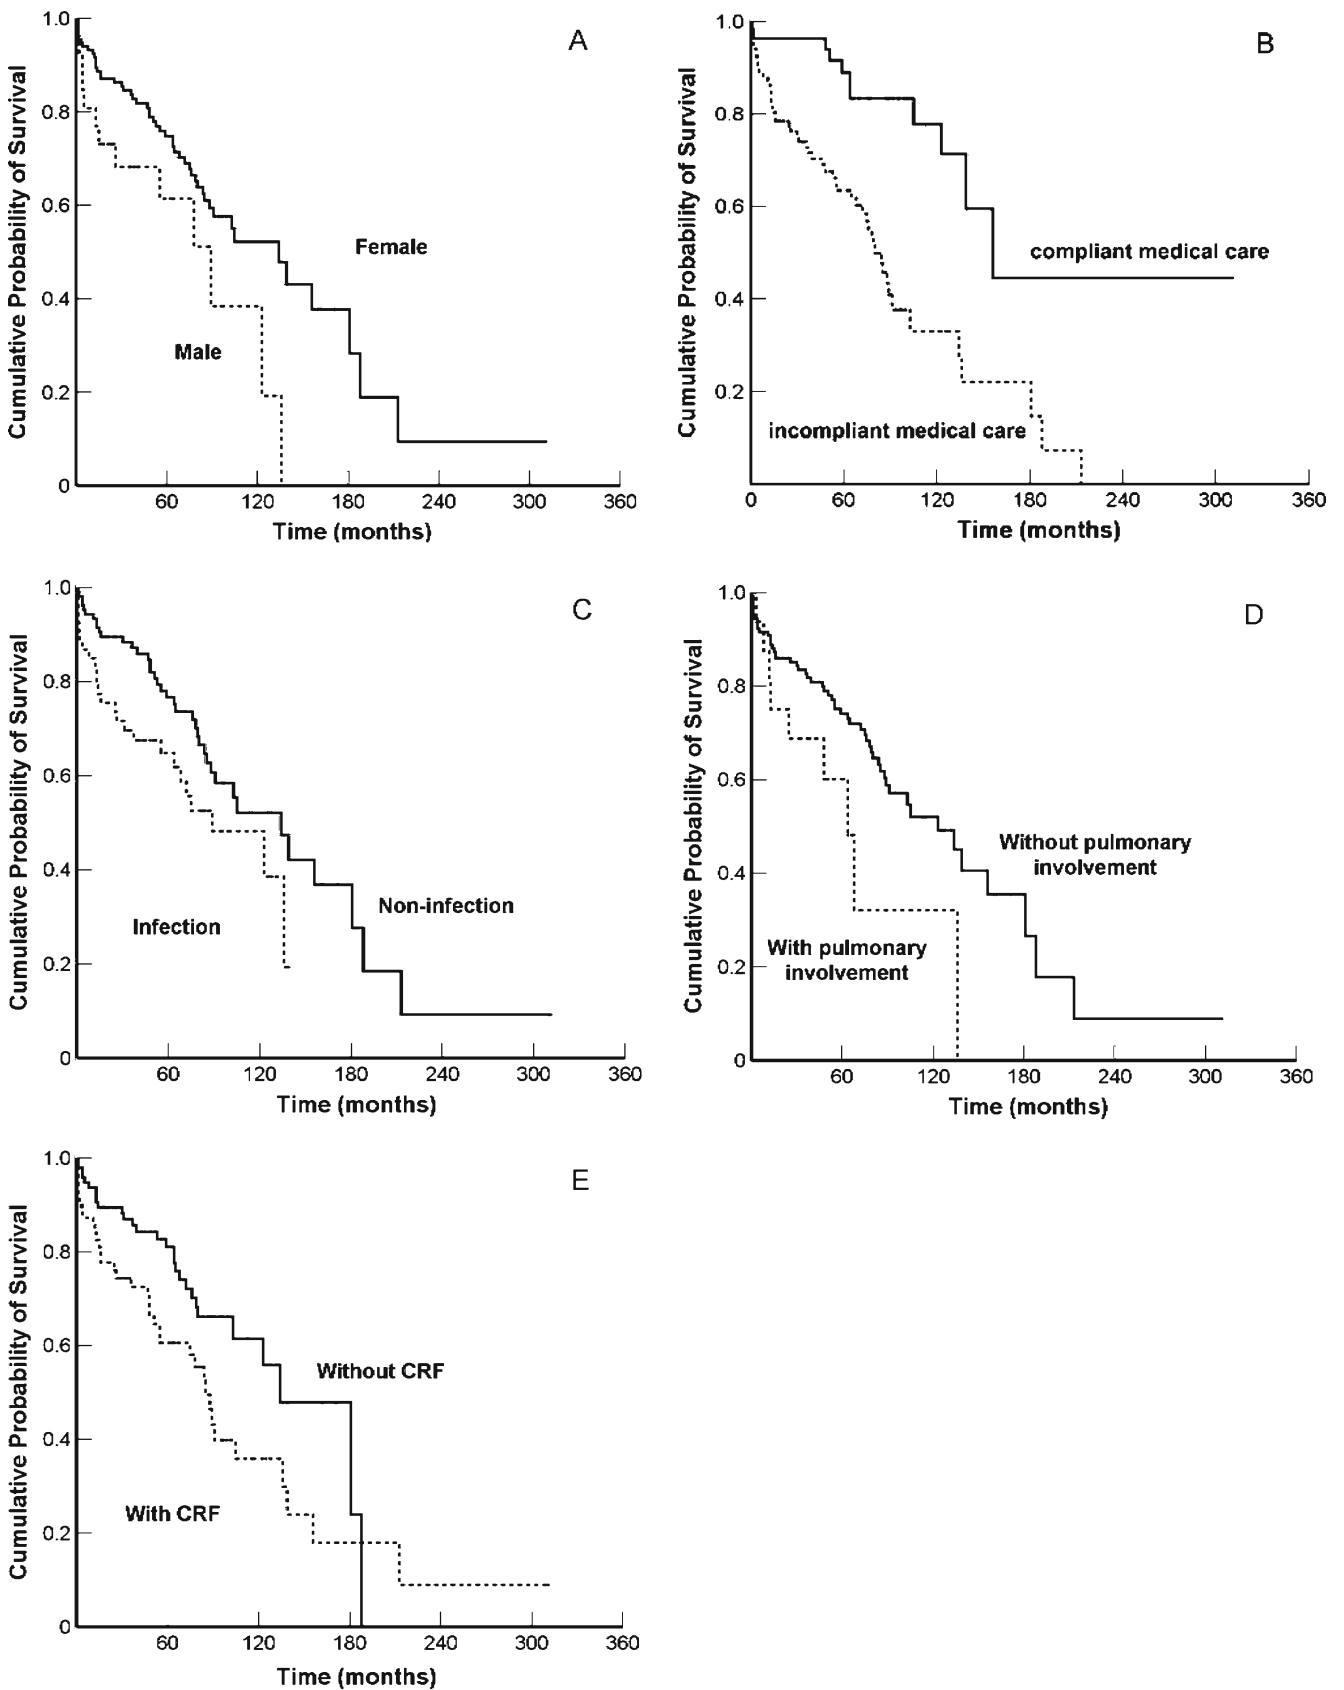 A
Cumulative Probability of Survival
1.0
0.8
0.6
0.4
0.2
0
Female
Male
60 120 180 240 300 360
Time (months)
B
Cumulative Probability of Survival
1.0
0.8
0.6
0.4
0.2
compliant medical care
incompliant medical care
0 60 120 180 240 300 360
Time (months)
C
Cumulative Probability of Survival
1.0
0.8
0.6
0.4
0.2
0
Non-infection
Infection
60 120 180 240 300 360
Time (months)
D
Cumulative Probability of Survival
1.0
0.8
0.6
0.4
0.2
0
Without pulmonary
involvement
With pulmonary
involvement
60 120 180 240 300 360
Time (months)
E
Cumulative Probability of Survival
1.0
0.8
0.6
0.4
0.2
0
Without CRF
With CRF
60 120 180 240 300 360
Time (months)